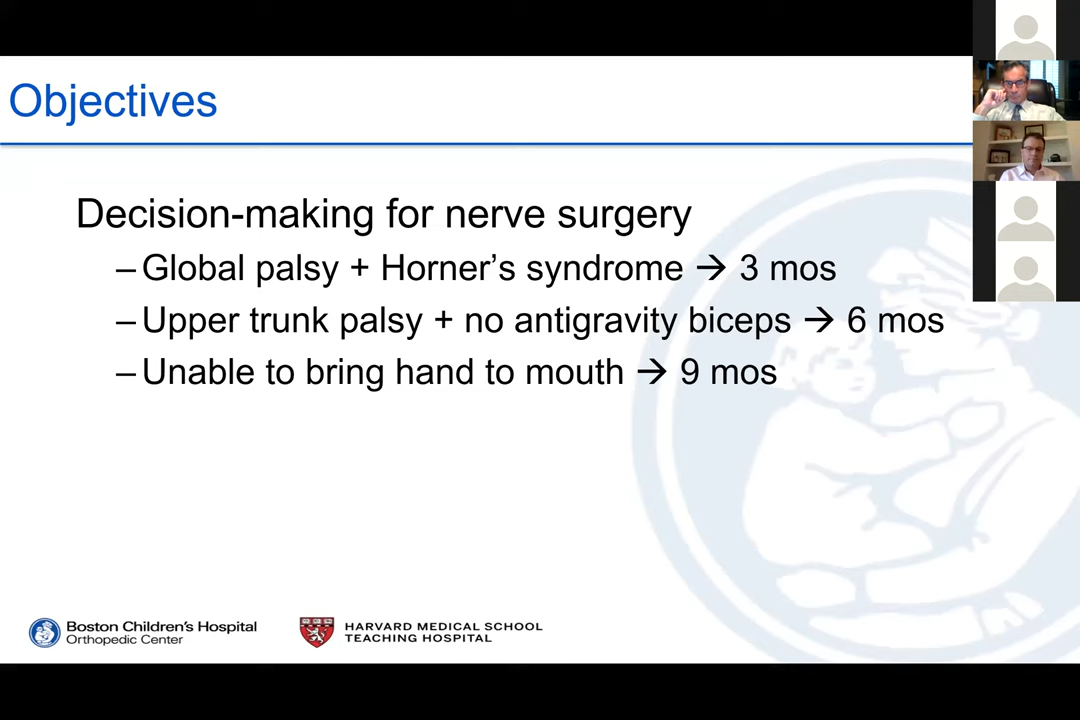 Objectives
Decision-making for nerve surgery
–Global palsy + Horner’s syndrome → 3 mos
–Upper trunk palsy + no antigravity biceps → 6 mos
–Unable to bring hand to mouth → 9 mos
Boston Children’s Hospital
Orthopedic Center
HARVARD MEDICAL SCHOOL
TEACHING HOSPITAL